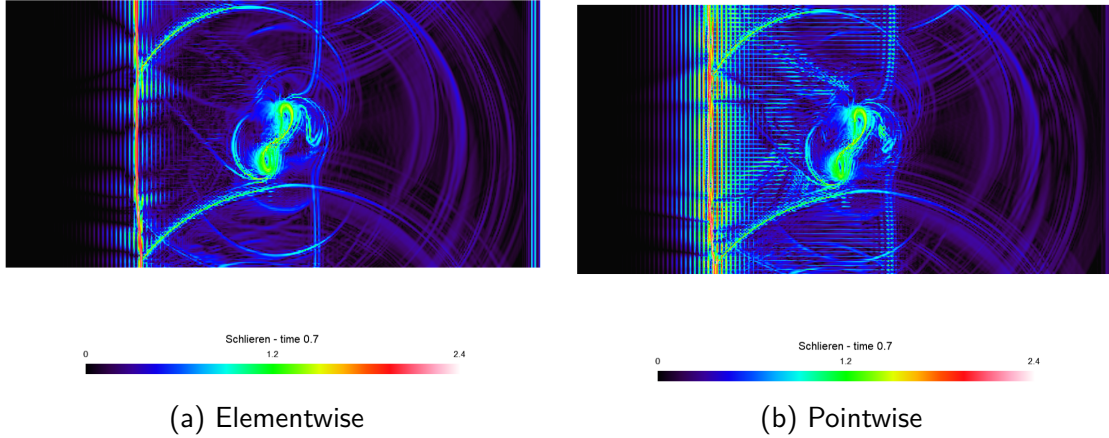 Schlieren - time 0.7
0 1.2 2.4
(a) Elementwise
Schlieren - time 0.7
0 1.2 2.4
(b) Pointwise